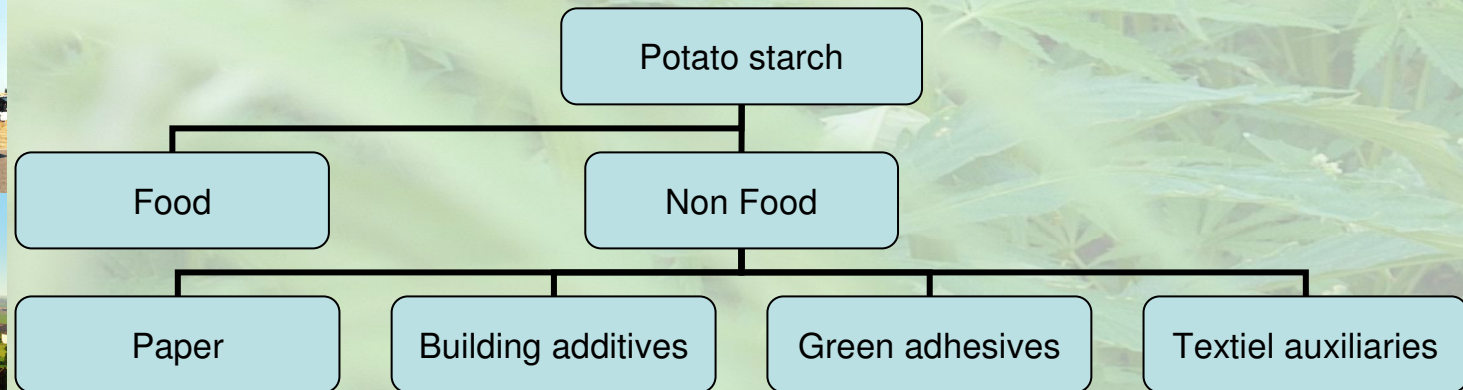 Potato starch
Food
Non Food
Paper
Building additives
Green adhesives
Textiel auxiliaries